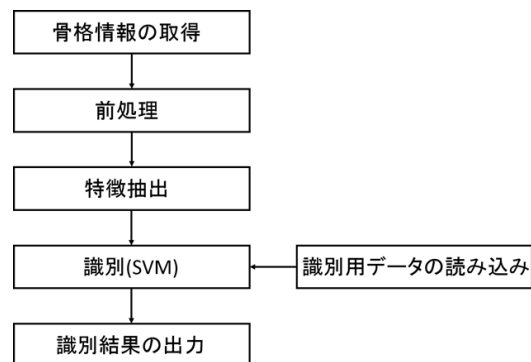 骨格情報の取得
前処理
特徴抽出
識別(SVM)
識別用データの読み込み
識別結果の出力